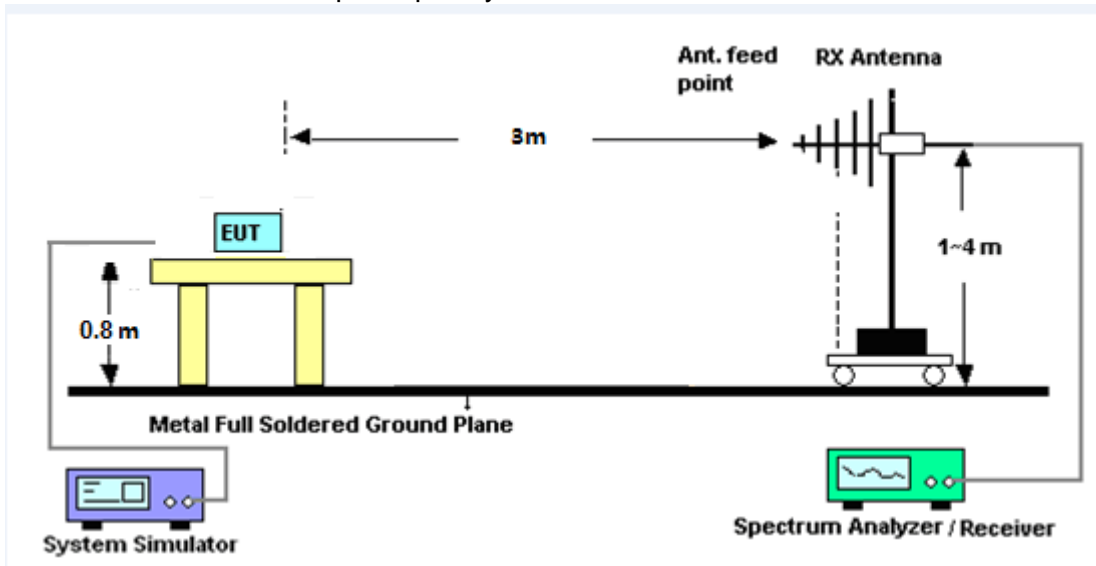 Ant. feed
point
RX Antenna
3m
EUT
1~4 m
0.8 m
Metal Full Soldered Ground Plane
System Simulator
Spectrum Analyzer / Receiver